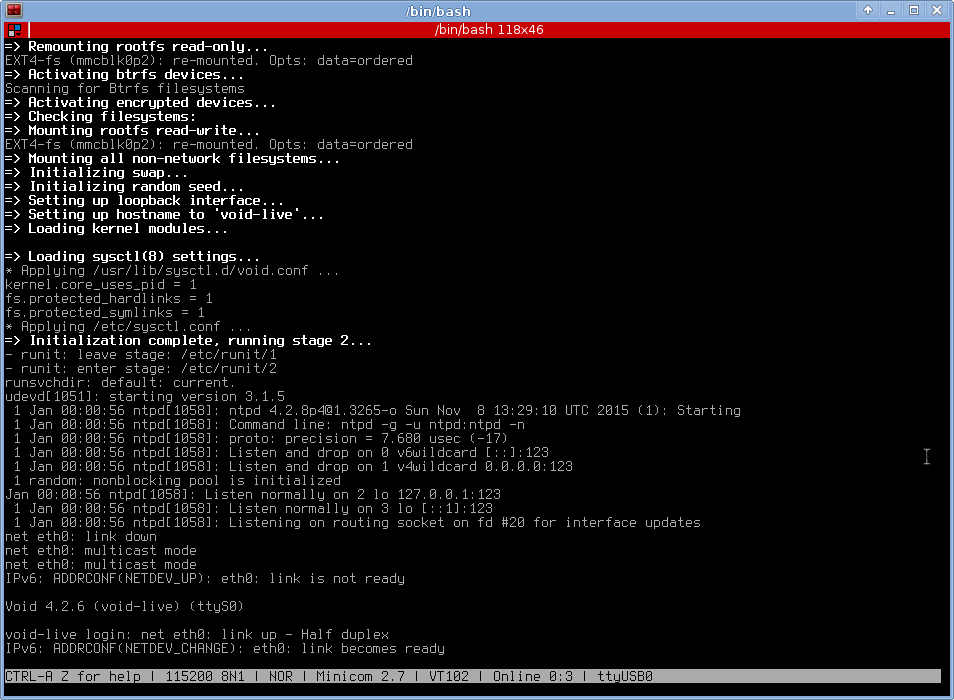 /bin/bash
/bin/bash 118x46
=> Remounting rootfs read-only...
EXT4-fs (mmcblk0p2): re-mounted. Opts: data=ordered
=> Activating btrfs devices...
Scanning for Btrfs filesystems
=> Activating encrypted devices...
=> Checking filesystems:
=> Mounting rootfs read-write...
EXT4-fs (mmcblk0p2): re-mounted. Opts: data=ordered
=> Mounting all non-network filesystems...
=> Initializing swap...
=> Initializing random seed...
=> Setting up loopback interface...
=> Setting up hostname to 'void-live'...
=> Loading kernel modules...
=> Loading sysctl(8) settings...
* Applying /usr/lib/sysctl.d/void.conf ...
kernel.core_uses_pid = 1
fs.protected_hardlinks = 1
fs.protected_symlinks = 1
* Applying /etc/sysctl.conf ...
=> Initialization complete, running stage 2...
- runit: leave stage: /etc/runit/1
- runit: enter stage: /etc/runit/2
runsvchdir: default: current.
udevd[1051]: starting version 3.1.5
 1 Jan 00:00:56 ntpd[1058]: ntpd 4.2.8p4@1.3265-o Sun Nov  8 13:29:10 UTC 2015 (1): Starting
 1 Jan 00:00:56 ntpd[1058]: Command line: ntpd -g -u ntpd:ntpd -n
 1 Jan 00:00:56 ntpd[1058]: proto: precision = 7.680 usec (-17)
 1 Jan 00:00:56 ntpd[1058]: Listen and drop on 0 v6wildcard [::]:123
 1 Jan 00:00:56 ntpd[1058]: Listen and drop on 1 v4wildcard 0.0.0.0:123
 1 random: nonblocking pool is initialized
Jan 00:00:56 ntpd[1058]: Listen normally on 2 lo 127.0.0.1:123
 1 Jan 00:00:56 ntpd[1058]: Listen normally on 3 lo [::1]:123
 1 Jan 00:00:56 ntpd[1058]: Listening on routing socket on fd #20 for interface updates
net eth0: link down
net eth0: multicast mode
net eth0: multicast mode
IPv6: ADDRCONF(NETDEV_UP): eth0: link is not ready
Void 4.2.6 (void-live) (ttyS0)
void-live login: net eth0: link up - Half duplex
IPv6: ADDRCONF(NETDEV_CHANGE): eth0: link becomes ready
CTRL-A Z for help | 115200 8N1 | NOR | Minicom 2.7 | VT102 | Online 0:3 | ttyUSB0